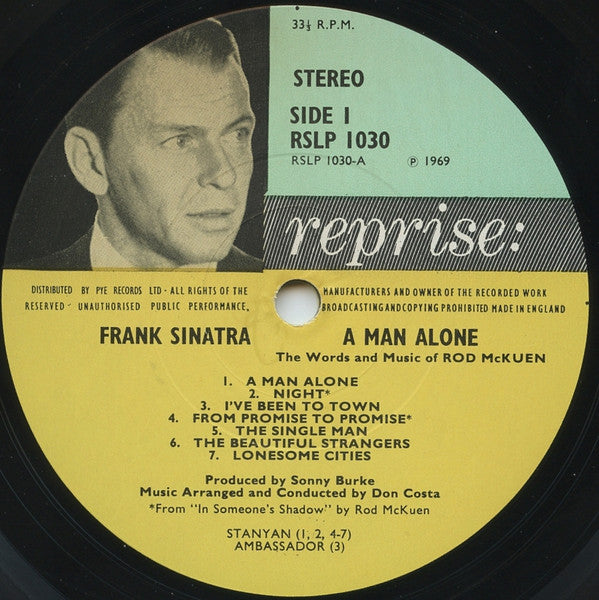 33⅓ R.P.M.
STEREO
SIDE 1
RSLP 1030
RSLP 1030-A ℗ 1969
reprise:
DISTRIBUTED BY PYE RECORDS LTD · ALL RIGHTS OF THE MANUFACTURERS AND OWNER OF THE RECORDED WORK
RESERVED · UNAUTHORISED PUBLIC PERFORMANCE, BROADCASTING AND COPYING PROHIBITED MADE IN ENGLAND
FRANK SINATRA A MAN ALONE
The Words and Music of ROD McKUEN
1. A MAN ALONE
2. NIGHT*
3. I'VE BEEN TO TOWN
4. FROM PROMISE TO PROMISE*
5. THE SINGLE MAN
6. THE BEAUTIFUL STRANGERS
7. LONESOME CITIES
Produced by Sonny Burke
Music Arranged and Conducted by Don Costa
*From "In Someone's Shadow" by Rod McKuen
STANYAN (1, 2, 4-7)
AMBASSADOR (3)